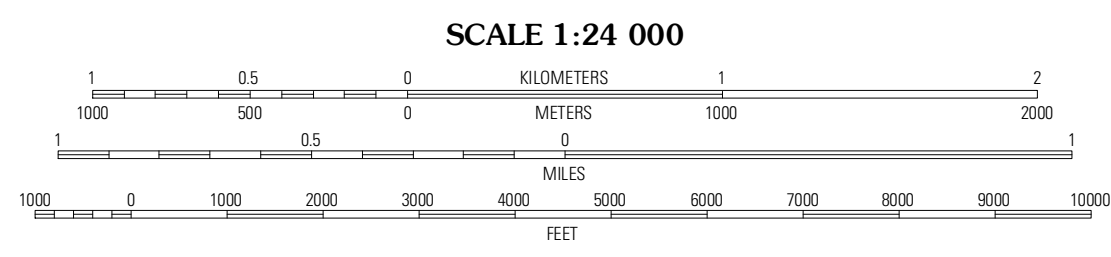 SCALE 1:24 000
1 0.5 0 KILOMETERS 1 2
1000 500 0 METERS 1000 2000
1 0.5 0 1
MILES
1000 0 1000 2000 3000 4000 5000 6000 7000 8000 9000 10000
FEET